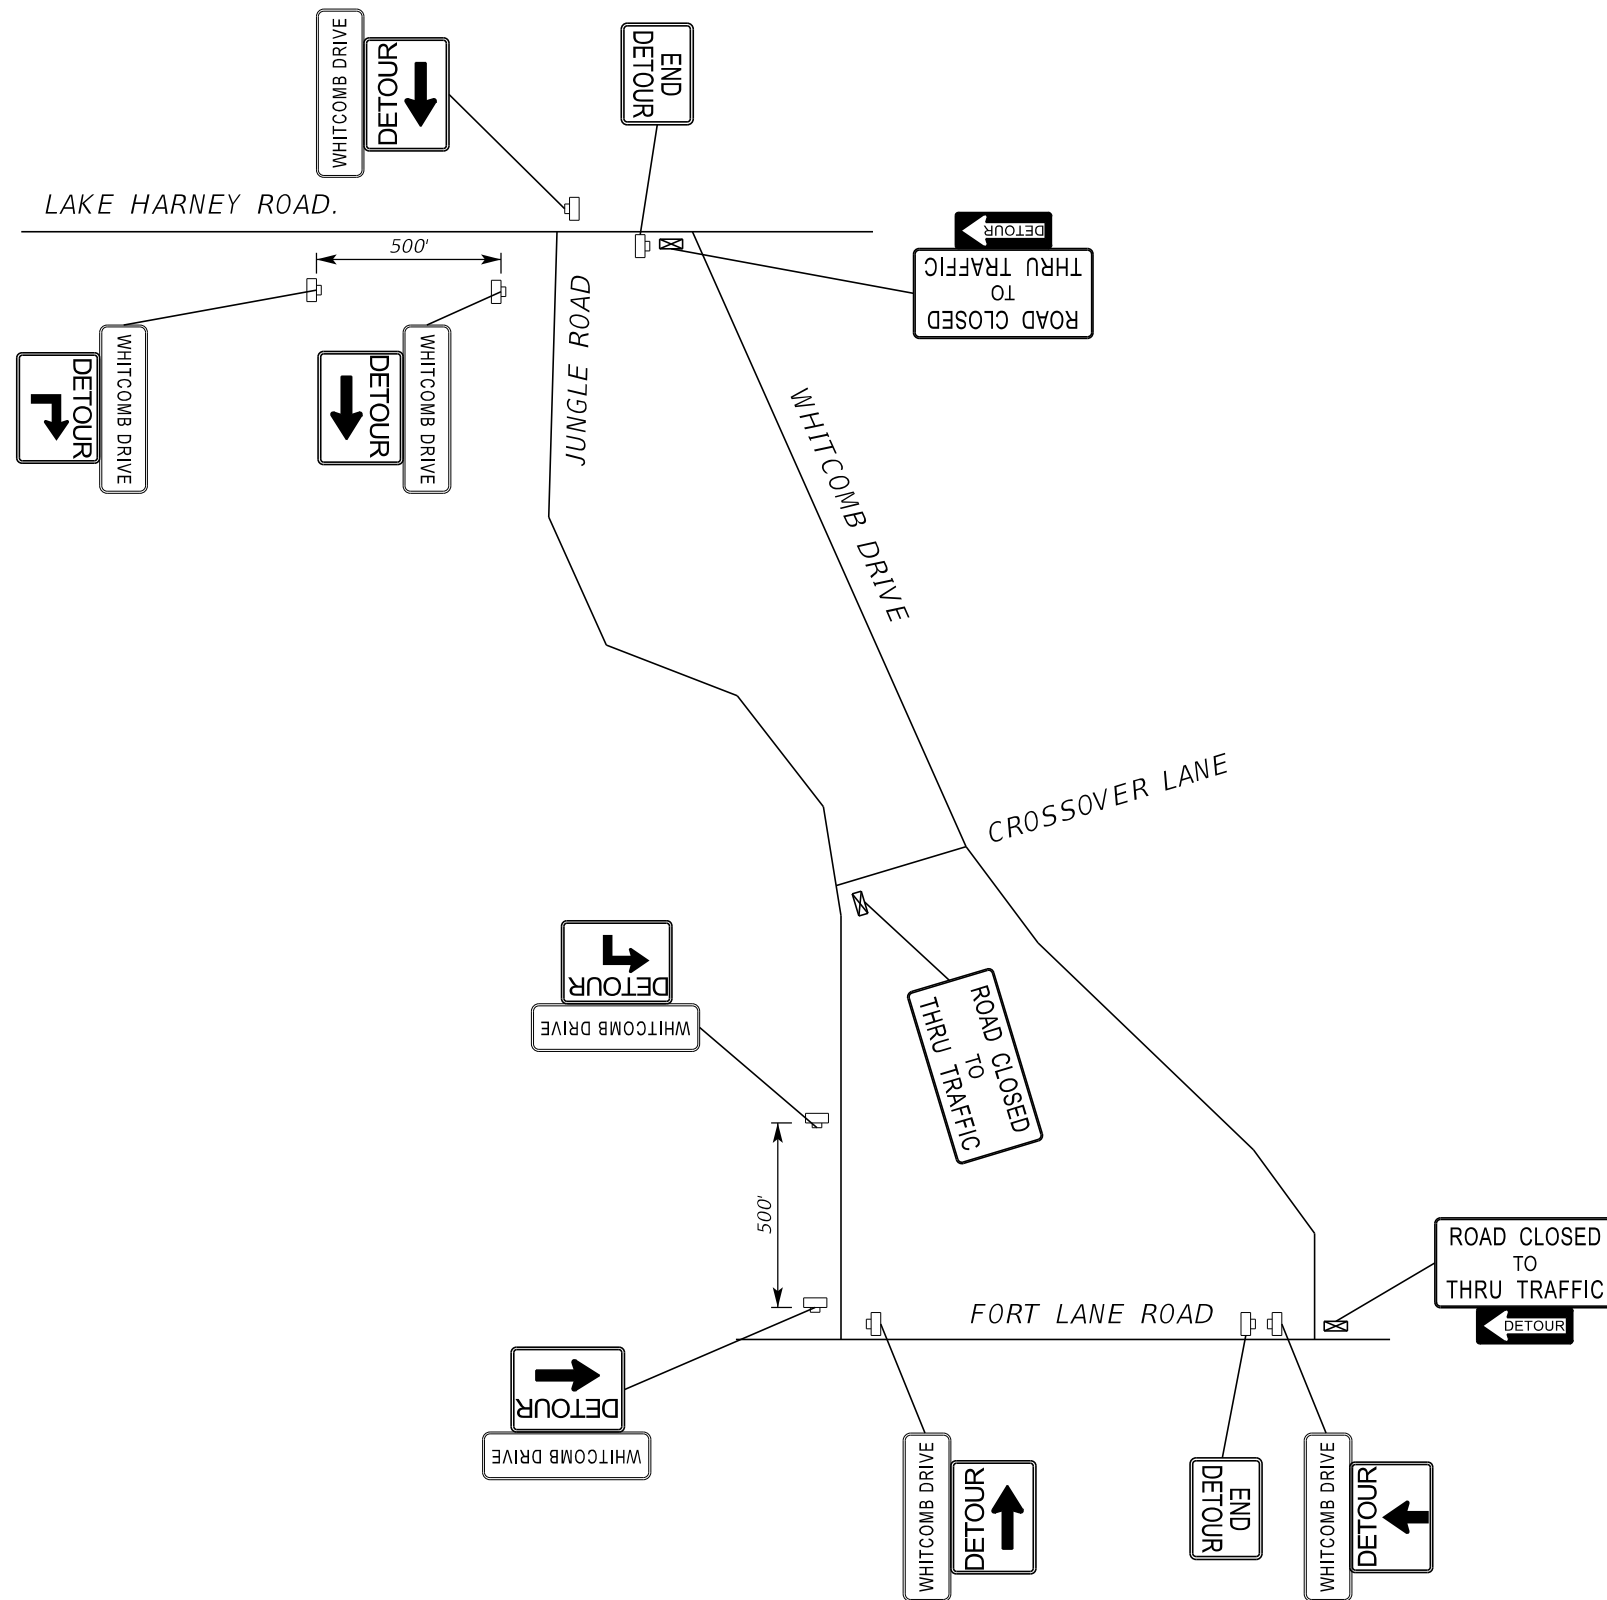 WHITCOMB DRIVE
DETOUR
END
DETOUR
LAKE HARNEY ROAD.
500'
DETOUR
ROAD CLOSED
TO
THRU TRAFFIC
WHITCOMB DRIVE
DETOUR
WHITCOMB DRIVE
DETOUR
JUNGLE ROAD
WHITCOMB DRIVE
CROSSOVER LANE
DETOUR
WHITCOMB DRIVE
ROAD CLOSED
TO
THRU TRAFFIC
500'
ROAD CLOSED
TO
THRU TRAFFIC
DETOUR
FORT LANE ROAD
DETOUR
WHITCOMB DRIVE
WHITCOMB DRIVE
DETOUR
END
DETOUR
WHITCOMB DRIVE
DETOUR